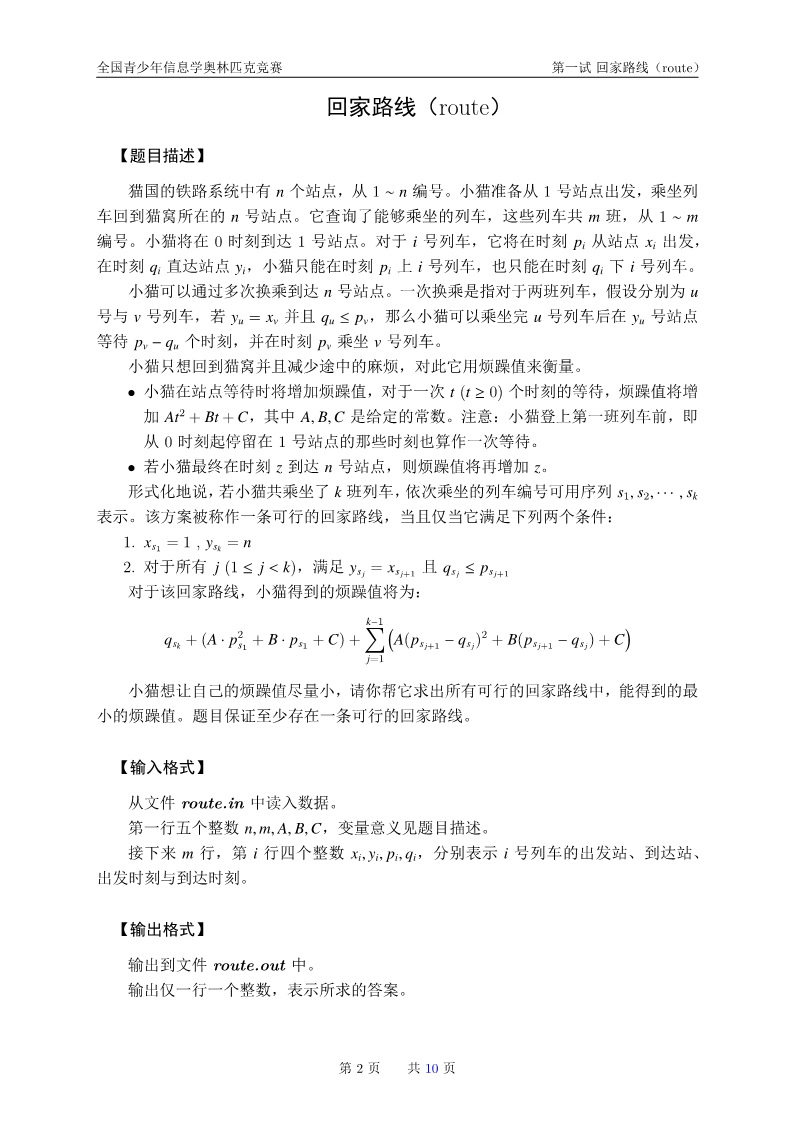 全国青少年信息学奥林匹克竞赛 第一试 回家路线（route）
回家路线（route）
【题目描述】
猫国的铁路系统中有 n 个站点，从 1 ~ n 编号。小猫准备从 1 号站点出发，乘坐列
车回到猫窝所在的 n 号站点。它查询了能够乘坐的列车，这些列车共 m 班，从 1 ~ m
编号。小猫将在 0 时刻到达 1 号站点。对于 i 号列车，它将在时刻 pᵢ 从站点 xᵢ 出发，
在时刻 qᵢ 直达站点 yᵢ，小猫只能在时刻 pᵢ 上 i 号列车，也只能在时刻 qᵢ 下 i 号列车。
小猫可以通过多次换乘到达 n 号站点。一次换乘是指对于两班列车，假设分别为 u
号与 v 号列车，若 y_u = x_v 并且 q_u ≤ p_v，那么小猫可以乘坐完 u 号列车后在 y_u 号站点
等待 p_v − q_u 个时刻，并在时刻 p_v 乘坐 v 号列车。
小猫只想回到猫窝并且减少途中的麻烦，对此它用烦躁值来衡量。
• 小猫在站点等待时将增加烦躁值，对于一次 t (t ≥ 0) 个时刻的等待，烦躁值将增
加 At² + Bt + C，其中 A, B, C 是给定的常数。注意：小猫登上第一班列车前，即
从 0 时刻起停留在 1 号站点的那些时刻也算作一次等待。
• 若小猫最终在时刻 z 到达 n 号站点，则烦躁值将再增加 z。
形式化地说，若小猫共乘坐了 k 班列车，依次乘坐的列车编号可用序列 s₁, s₂, ⋯ , s_k
表示。该方案被称作一条可行的回家路线，当且仅当它满足下列两个条件：
1. x_{s₁} = 1 , y_{s_k} = n
2. 对于所有 j (1 ≤ j < k)，满足 y_{s_j} = x_{s_{j+1}} 且 q_{s_j} ≤ p_{s_{j+1}}
对于该回家路线，小猫得到的烦躁值将为：
q_{s_k} + (A · p_{s₁}² + B · p_{s₁} + C) + ∑_{j=1}^{k−1} (A(p_{s_{j+1}} − q_{s_j})² + B(p_{s_{j+1}} − q_{s_j}) + C)
小猫想让自己的烦躁值尽量小，请你帮它求出所有可行的回家路线中，能得到的最
小的烦躁值。题目保证至少存在一条可行的回家路线。
【输入格式】
从文件 route.in 中读入数据。
第一行五个整数 n, m, A, B, C，变量意义见题目描述。
接下来 m 行，第 i 行四个整数 xᵢ, yᵢ, pᵢ, qᵢ，分别表示 i 号列车的出发站、到达站、
出发时刻与到达时刻。
【输出格式】
输出到文件 route.out 中。
输出仅一行一个整数，表示所求的答案。
第 2 页 共 10 页